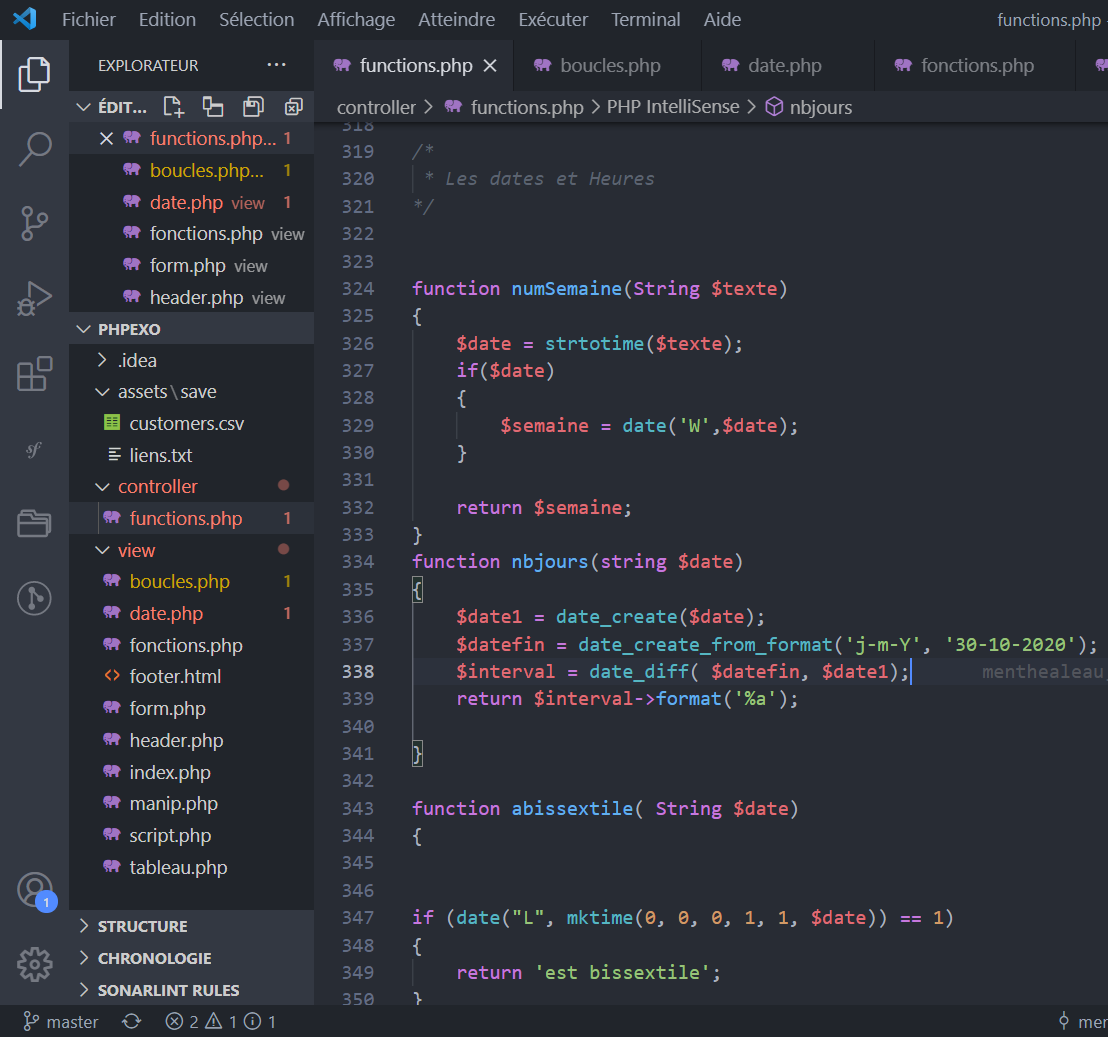 Fichier Edition Sélection Affichage Atteindre Exécuter Terminal Aide functions.php
EXPLORATEUR ...
functions.php boucles.php date.php fonctions.php
ÉDIT...
controller > functions.php > PHP IntelliSense > nbjours
functions.php... 1
boucles.php... 1
date.php view 1
fonctions.php view
form.php view
header.php view
PHPEXO
.idea
assets\save
customers.csv
liens.txt
controller
functions.php 1
view
boucles.php 1
date.php 1
fonctions.php
footer.html
form.php
header.php
index.php
manip.php
script.php
tableau.php
STRUCTURE
CHRONOLOGIE
SONARLINT RULES
sf
1
318
319 /*
320 * Les dates et Heures
321 */
322
323
324 function numSemaine(String $texte)
325 {
326 $date = strtotime($texte);
327 if($date)
328 {
329 $semaine = date('W',$date);
330 }
331
332 return $semaine;
333 }
334 function nbjours(string $date)
335 {
336 $date1 = date_create($date);
337 $datefin = date_create_from_format('j-m-Y', '30-10-2020');
338 $interval = date_diff( $datefin, $date1); menthealeau,
339 return $interval->format('%a');
340
341 }
342
343 function abissextile( String $date)
344 {
345
346
347 if (date("L", mktime(0, 0, 0, 1, 1, $date)) == 1)
348 {
349 return 'est bissextile';
350 }
master 2 1 1 men